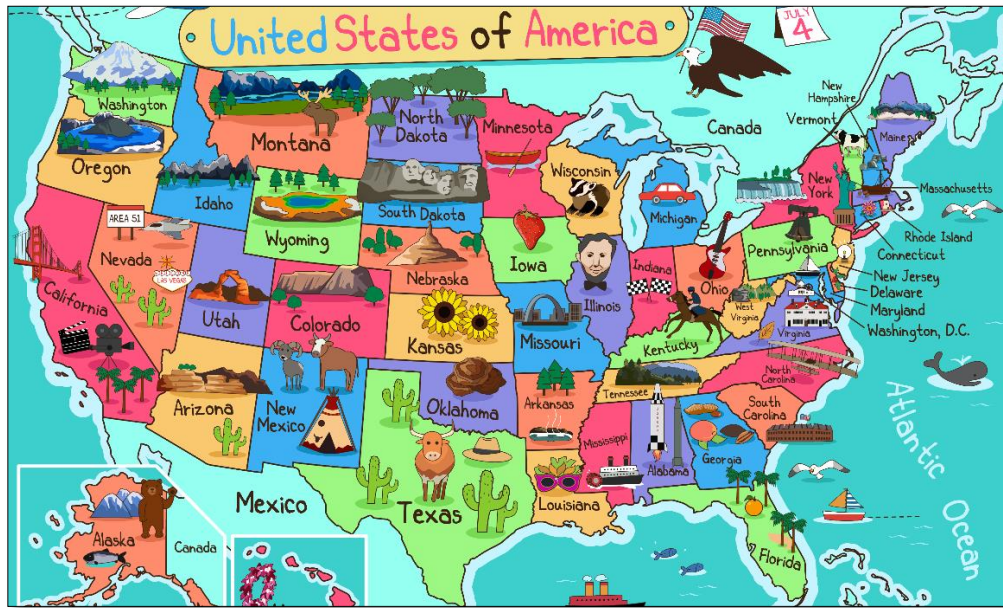 United States of America
JULY
4
Washington
Oregon
Montana
North
Dakota
Minnesota
Canada
New
Hampshire
Vermont
Maine
Idaho
Wyoming
South Dakota
Wisconsin
Michigan
New
York
Massachusetts
Rhode Island
Connecticut
AREA 51
Nevada
LAS VEGAS
California
Utah
Colorado
Nebraska
Iowa
Kansas
Missouri
Illinois
Indiana
Ohio
Pennsylvania
New Jersey
Delaware
Maryland
Washington, D.C.
West
Virginia
Virginia
Kentucky
Tennessee
North
Carolina
South
Carolina
Arizona
New
Mexico
Oklahoma
Arkansas
Mississippi
Alabama
Georgia
Texas
Louisiana
Florida
Mexico
Alaska
Canada
Atlantic
Ocean